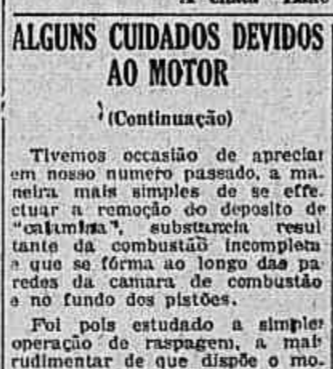 ALGUNS CUIDADOS DEVIDOS
AO MOTOR
(Continuação)
Tivemos occasião de apreciar
em nosso numero passado, a ma-
neira mais simples de se effe-
ctuar a remoção do deposito de
"calamina", substancia resul
tante da combustão incompleta
e que se fórma ao longo das pa-
redes da camara de combustão
e no fundo dos pistões.
Foi pois estudado a simples
operação de raspagem, a mais
rudimentar de que dispõe o mo-